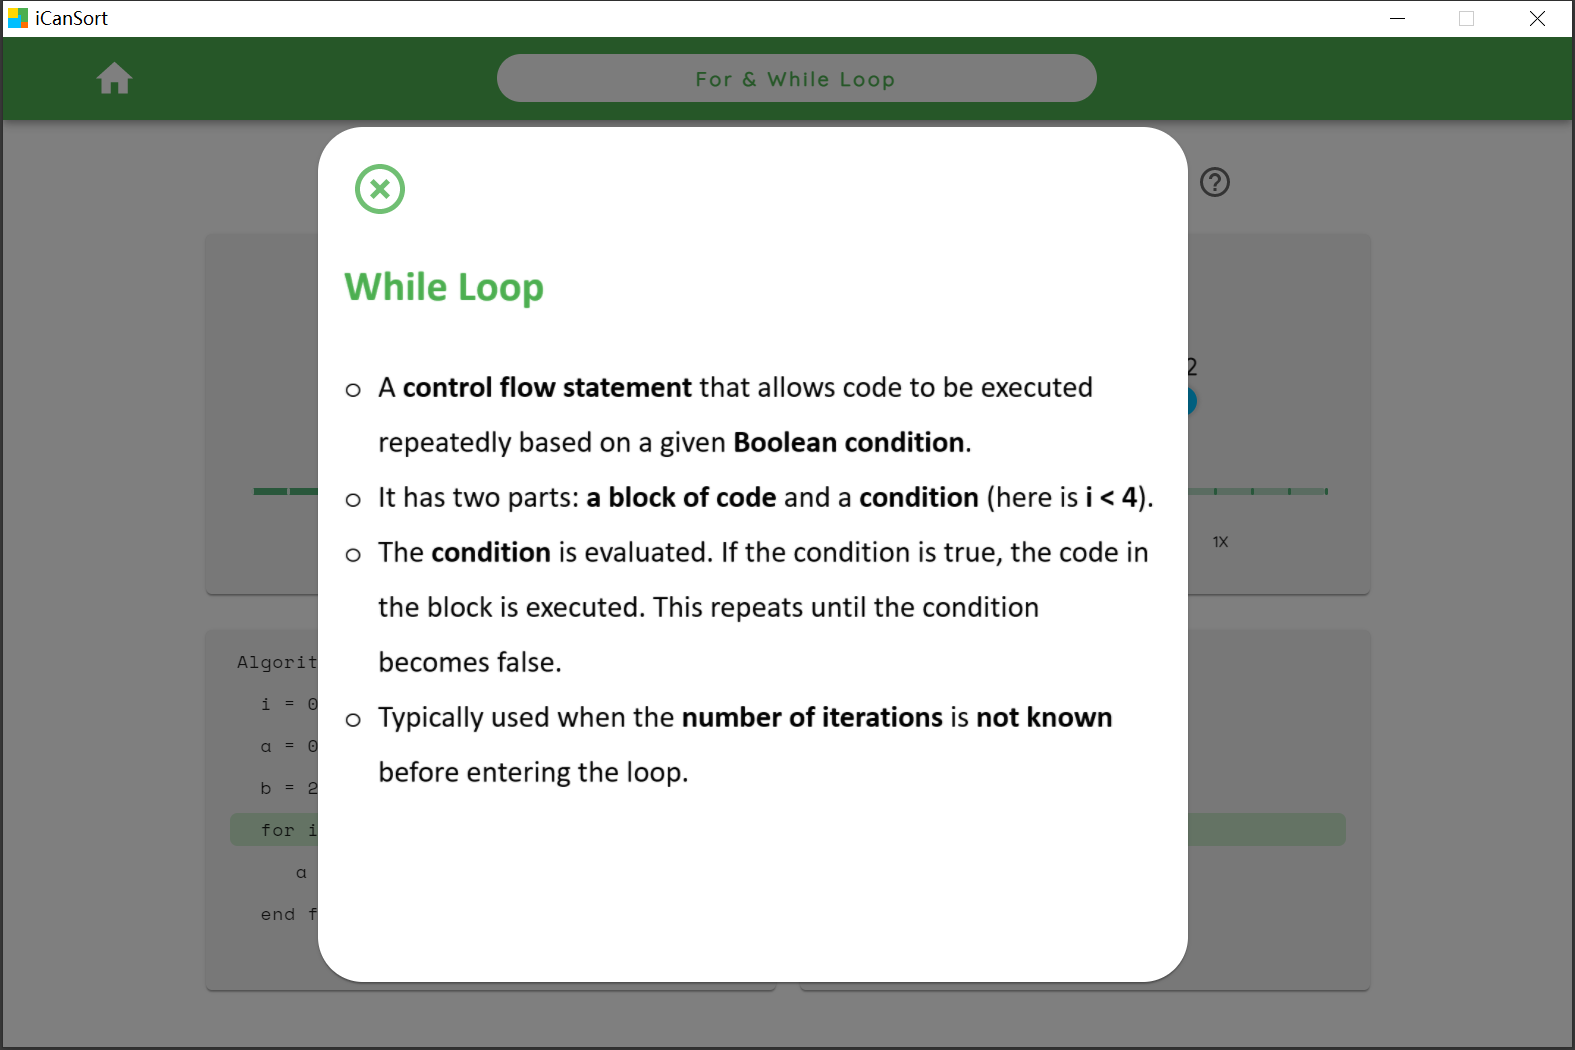 iCanSort
For & While Loop
While Loop
A control flow statement that allows code to be executed
repeatedly based on a given Boolean condition.
It has two parts: a block of code and a condition (here is i < 4).
The condition is evaluated. If the condition is true, the code in
the block is executed. This repeats until the condition
becomes false.
Typically used when the number of iterations is not known
before entering the loop.
2
1X
Algorit
i = 0
a = 0
b = 2
for i
a
end f